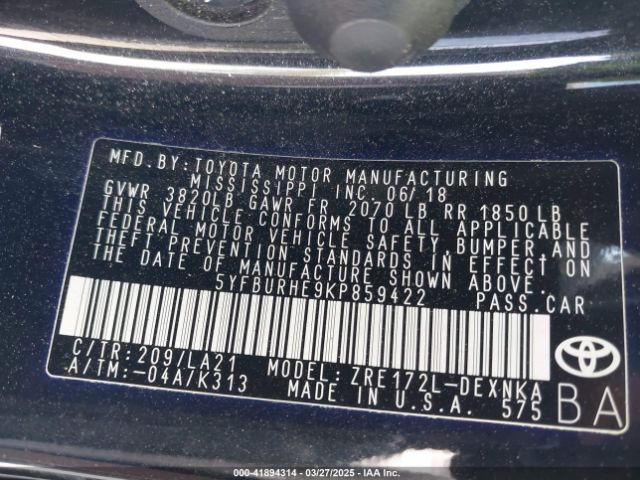 MFD.BY:TOYOTA MOTOR MANUFACTURING
MISSISSIPPI INC. 06/18
GVWR 3820LB GAWR FR 2070 LB RR 1850 LB
THIS VEHICLE CONFORMS TO ALL APPLICABLE
FEDERAL MOTOR VEHICLE SAFETY, BUMPER,AND
THEFT PREVENTION STANDARDS IN EFFECT ON
THE DATE OF MANUFACTURE SHOWN ABOVE.
5YFBURHE9KP859422 PASS.CAR
C/TR:209/LA21 MODEL: ZRE172L-DEXNKA
A/TM:-04A/K313 MADE IN U.S.A. 575
BA
000-41894314 | 03/27/2025 | IAA Inc.